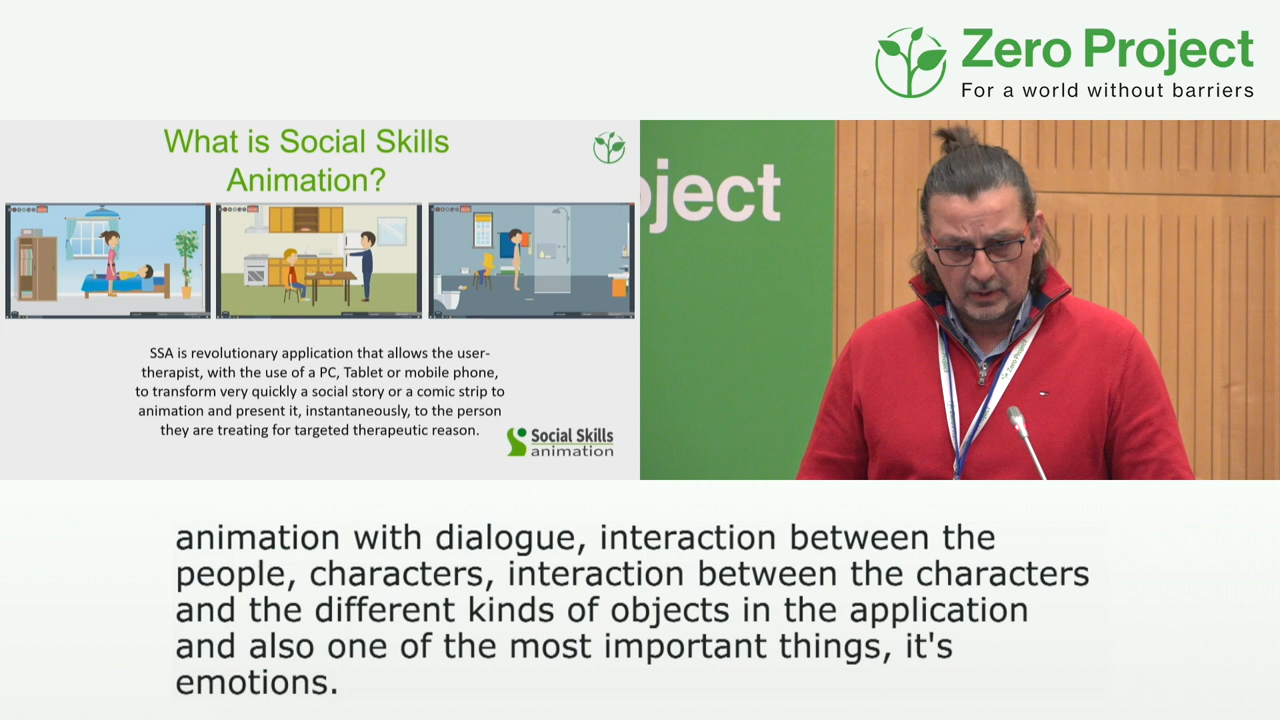 Zero Project
For a world without barriers
What is Social Skills
Animation?
SSA is revolutionary application that allows the user-
therapist, with the use of a PC, Tablet or mobile phone,
to transform very quickly a social story or a comic strip to
animation and present it, instantaneously, to the person
they are treating for targeted therapeutic reason.
Social Skills
animation
oject
Zero Project
animation with dialogue, interaction between the
people, characters, interaction between the characters
and the different kinds of objects in the application
and also one of the most important things, it's
emotions.